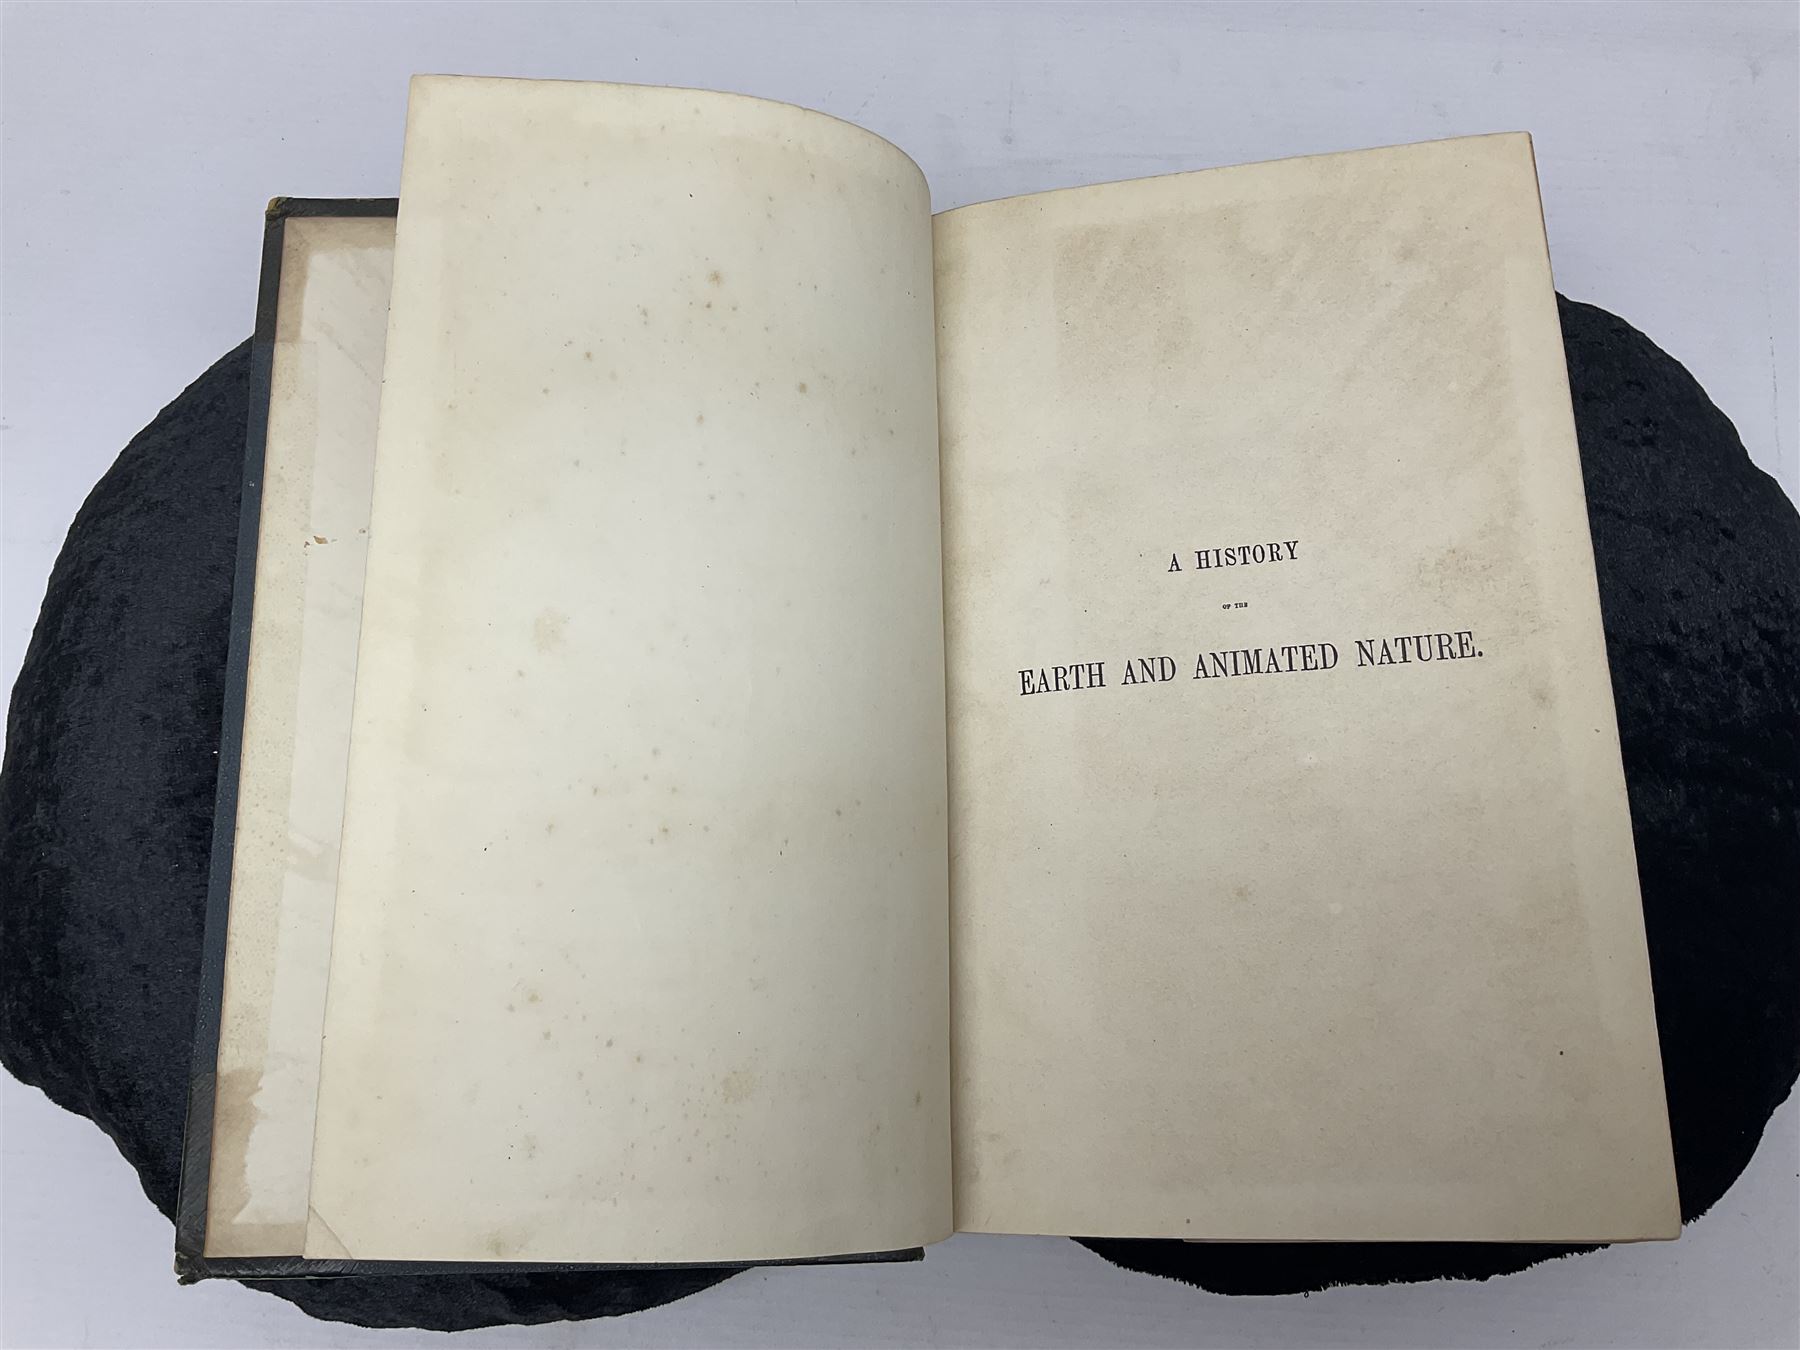 A HISTORY
OF THE
EARTH AND ANIMATED NATURE.